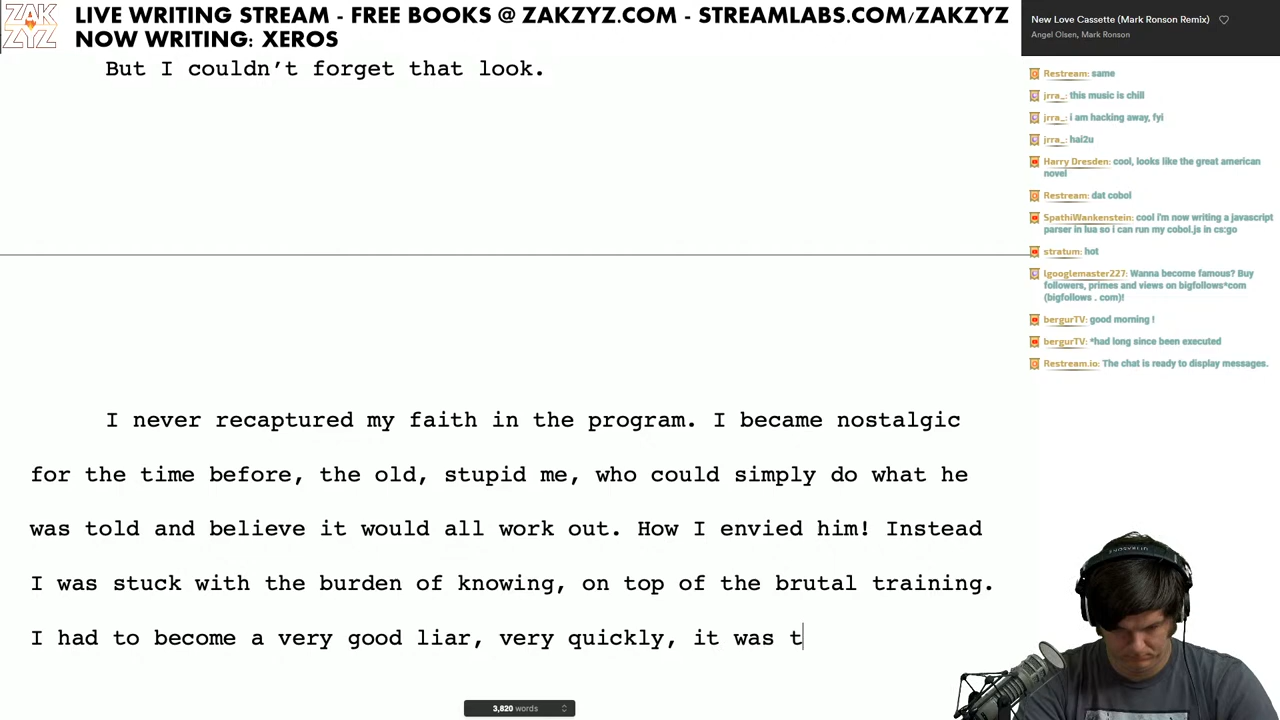 ZAK
ZYZ
LIVE WRITING STREAM - FREE BOOKS @ ZAKZYZ.COM - STREAMLABS.COM/ZAKZYZ
NOW WRITING: XEROS
But I couldn't forget that look.
I never recaptured my faith in the program. I became nostalgic
for the time before, the old, stupid me, who could simply do what he
was told and believe it would all work out. How I envied him! Instead
I was stuck with the burden of knowing, on top of the brutal training.
I had to become a very good liar, very quickly, it was t
3,820 words
New Love Cassette (Mark Ronson Remix)
Angel Olsen, Mark Ronson
Restream: same
jrra_: this music is chill
jrra_: i am hacking away, fyi
jrra_: hai2u
Harry Dresden: cool, looks like the great american
novel
Restream: dat cobol
SpathiWankenstein: cool i'm now writing a javascript
parser in lua so i can run my cobol.js in cs:go
stratum: hot
lgooglemaster227: Wanna become famous? Buy
followers, primes and views on bigfollows*com
(bigfollows . com)!
bergurTV: good morning !
bergurTV: *had long since been executed
Restream.io: The chat is ready to display messages.